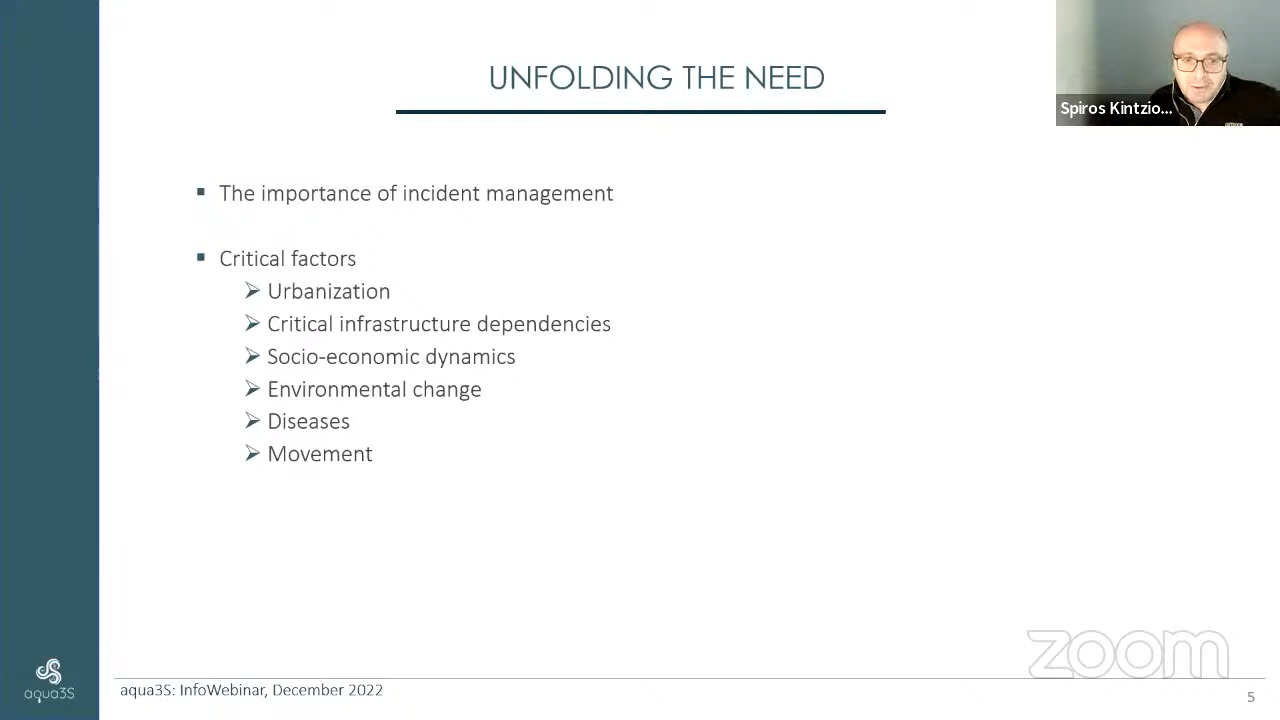 UNFOLDING THE NEED
Spiros Kintzio...
▪ The importance of incident management
▪ Critical factors
➢ Urbanization
➢ Critical infrastructure dependencies
➢ Socio-economic dynamics
➢ Environmental change
➢ Diseases
➢ Movement
zoom
aqua3S
aqua3S: InfoWebinar, December 2022
5